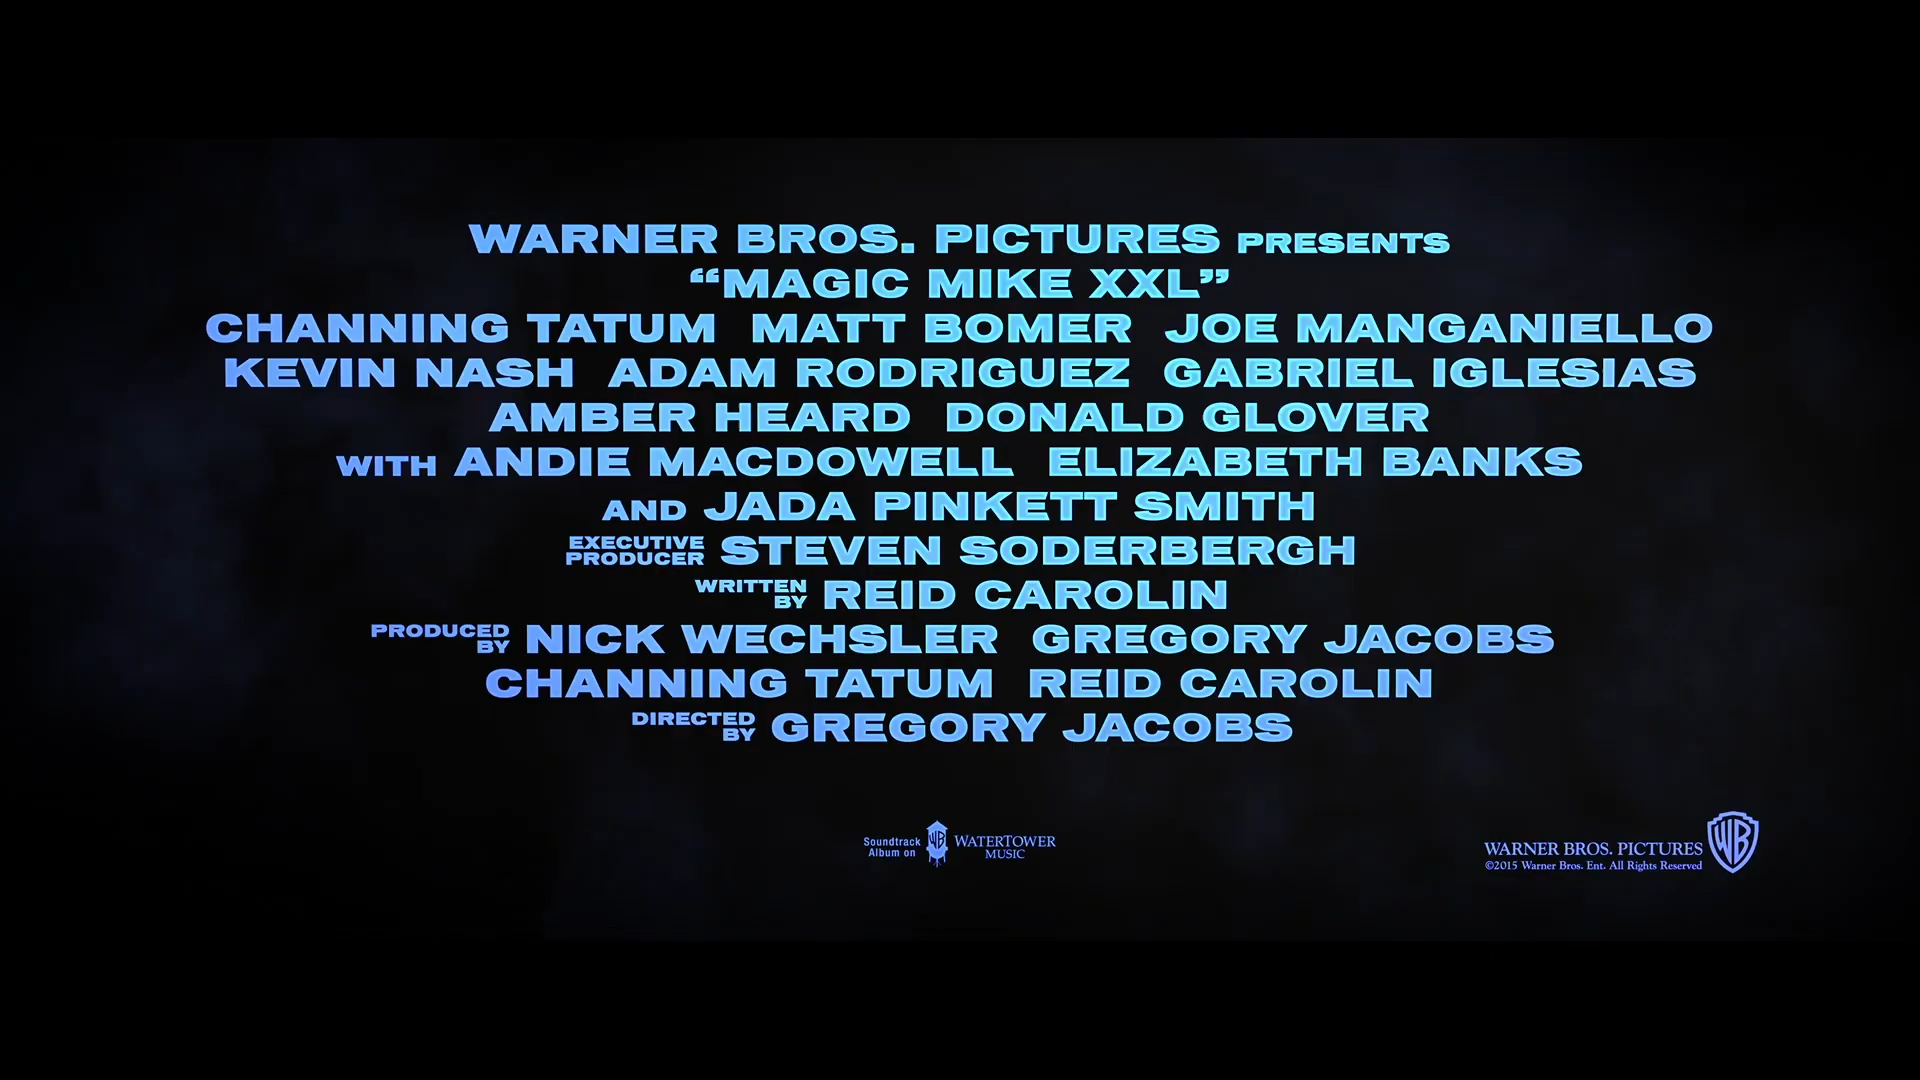 WARNER BROS. PICTURES PRESENTS
“MAGIC MIKE XXL”
CHANNING TATUM MATT BOMER JOE MANGANIELLO
KEVIN NASH ADAM RODRIGUEZ GABRIEL IGLESIAS
AMBER HEARD DONALD GLOVER
WITH ANDIE MACDOWELL ELIZABETH BANKS
AND JADA PINKETT SMITH
EXECUTIVE PRODUCER STEVEN SODERBERGH
WRITTEN BY REID CAROLIN
PRODUCED BY NICK WECHSLER GREGORY JACOBS
CHANNING TATUM REID CAROLIN
DIRECTED BY GREGORY JACOBS
Soundtrack Album on WB WATERTOWER MUSIC
WARNER BROS. PICTURES WB
©2015 Warner Bros. Ent. All Rights Reserved